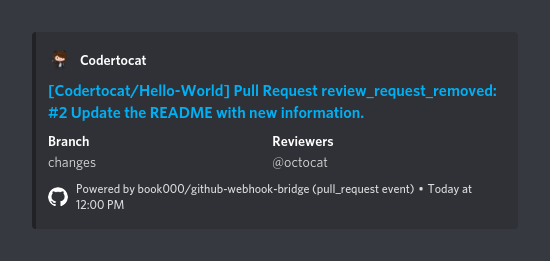 Codertocat
[Codertocat/Hello-World] Pull Request review_request_removed:
#2 Update the README with new information.
Branch
Reviewers
changes
@octocat
Powered by book000/github-webhook-bridge (pull_request event) • Today at
12:00 PM